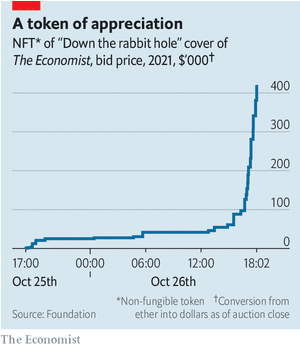 A token of appreciation
NFT* of “Down the rabbit hole” cover of
The Economist, bid price, 2021, $’000†
400
300
200
100
0
17:00 00:00 06:00 12:00 18:02
Oct 25th Oct 26th
*Non-fungible token †Conversion from
Source: Foundation ether into dollars as of auction close
The Economist